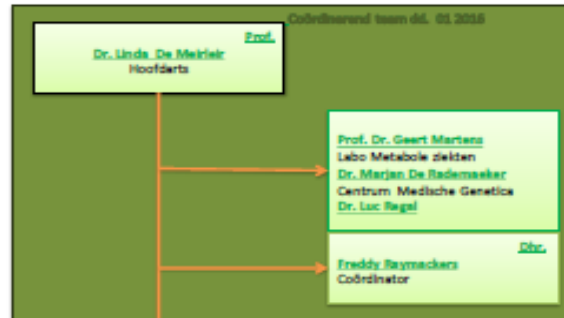 Coördinerend team dd. 01 2016
Prof.
Dr. Linda De Meirleir
Hoofdarts
Prof. Dr. Geert Martens
Labo Metabole ziekten
Dr. Marjan De Rademaeker
Centrum Medische Genetica
Dr. Luc Regal
Dhr.
Freddy Raymackers
Coördinator